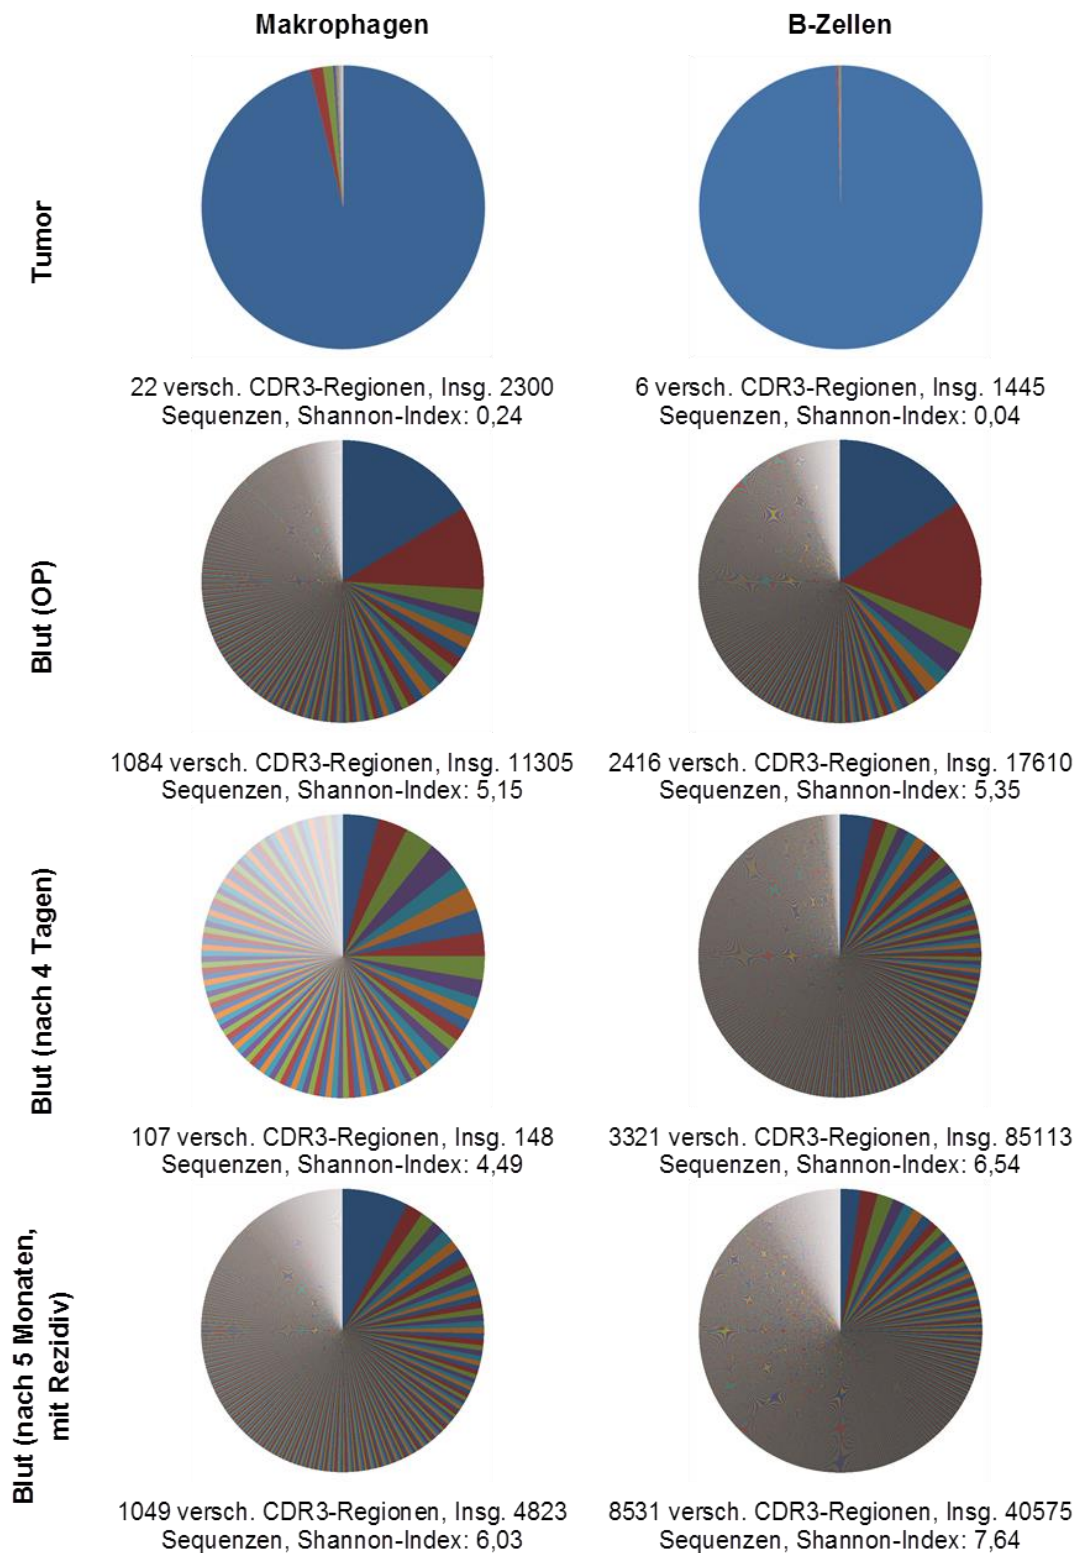 Makrophagen
B-Zellen
Tumor
22 versch. CDR3-Regionen, Insg. 2300
Sequenzen, Shannon-Index: 0,24
6 versch. CDR3-Regionen, Insg. 1445
Sequenzen, Shannon-Index: 0,04
Blut (OP)
1084 versch. CDR3-Regionen, Insg. 11305
Sequenzen, Shannon-Index: 5,15
2416 versch. CDR3-Regionen, Insg. 17610
Sequenzen, Shannon-Index: 5,35
Blut (nach 4 Tagen)
107 versch. CDR3-Regionen, Insg. 148
Sequenzen, Shannon-Index: 4,49
3321 versch. CDR3-Regionen, Insg. 85113
Sequenzen, Shannon-Index: 6,54
Blut (nach 5 Monaten,
mit Rezidiv)
1049 versch. CDR3-Regionen, Insg. 4823
Sequenzen, Shannon-Index: 6,03
8531 versch. CDR3-Regionen, Insg. 40575
Sequenzen, Shannon-Index: 7,64